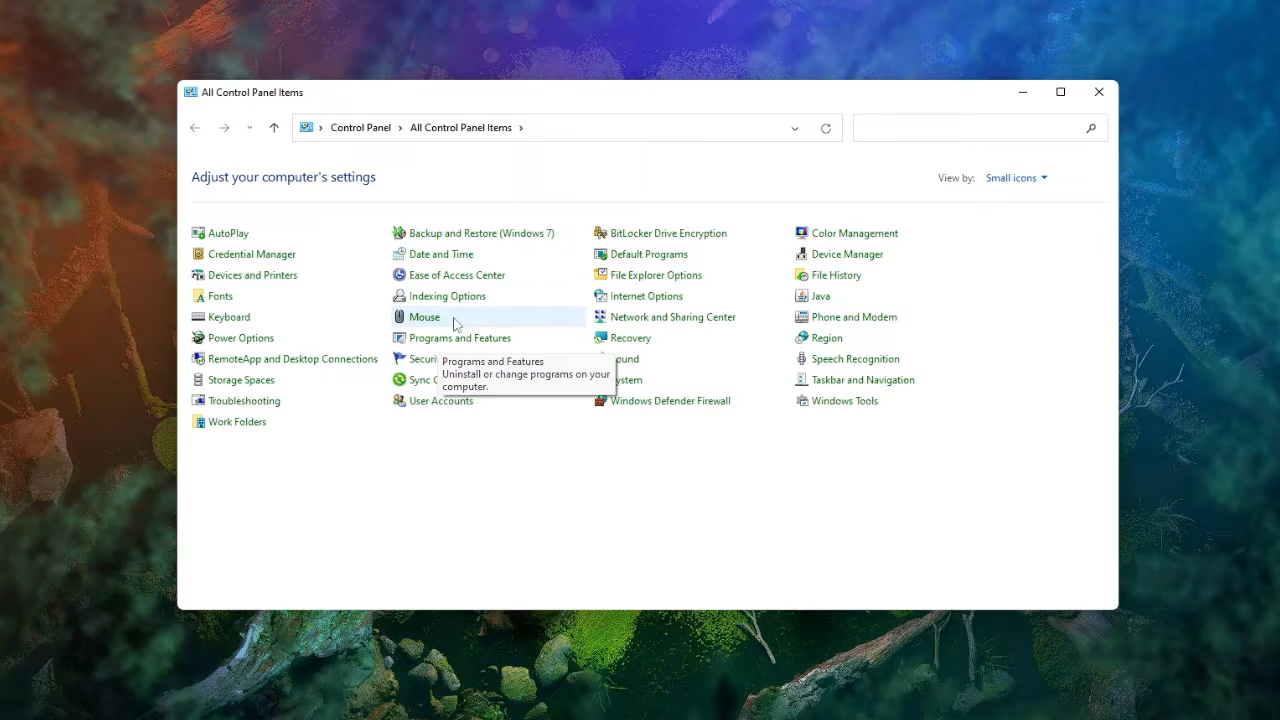 All Control Panel Items
Control Panel > All Control Panel Items >
Adjust your computer's settings
View by: Small icons
AutoPlay
Backup and Restore (Windows 7)
BitLocker Drive Encryption
Color Management
Credential Manager
Date and Time
Default Programs
Device Manager
Devices and Printers
Ease of Access Center
File Explorer Options
File History
Fonts
Indexing Options
Internet Options
Java
Keyboard
Mouse
Network and Sharing Center
Phone and Modem
Power Options
Programs and Features
Recovery
Region
RemoteApp and Desktop Connections
Securi
ound
Speech Recognition
Programs and Features
Uninstall or change programs on your
computer.
Storage Spaces
Sync
ystem
Taskbar and Navigation
Troubleshooting
User Accounts
Windows Defender Firewall
Windows Tools
Work Folders